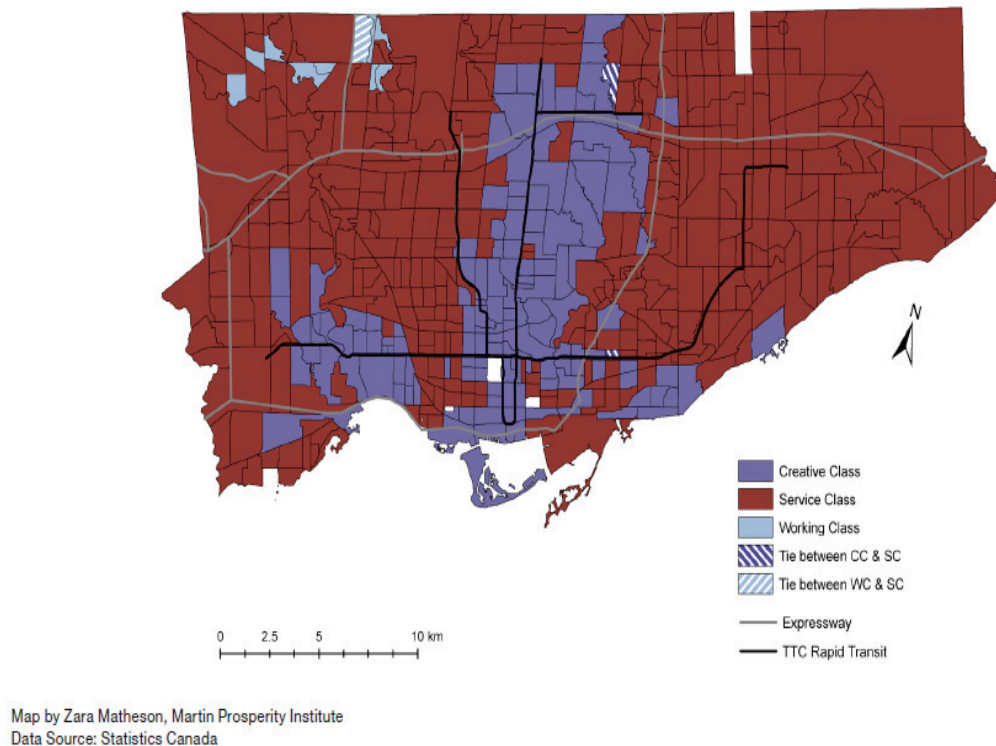 N
Creative Class
Service Class
Working Class
Tie between CC & SC
Tie between WC & SC
Expressway
TTC Rapid Transit
0 2.5 5 10 km
Map by Zara Matheson, Martin Prosperity Institute
Data Source: Statistics Canada